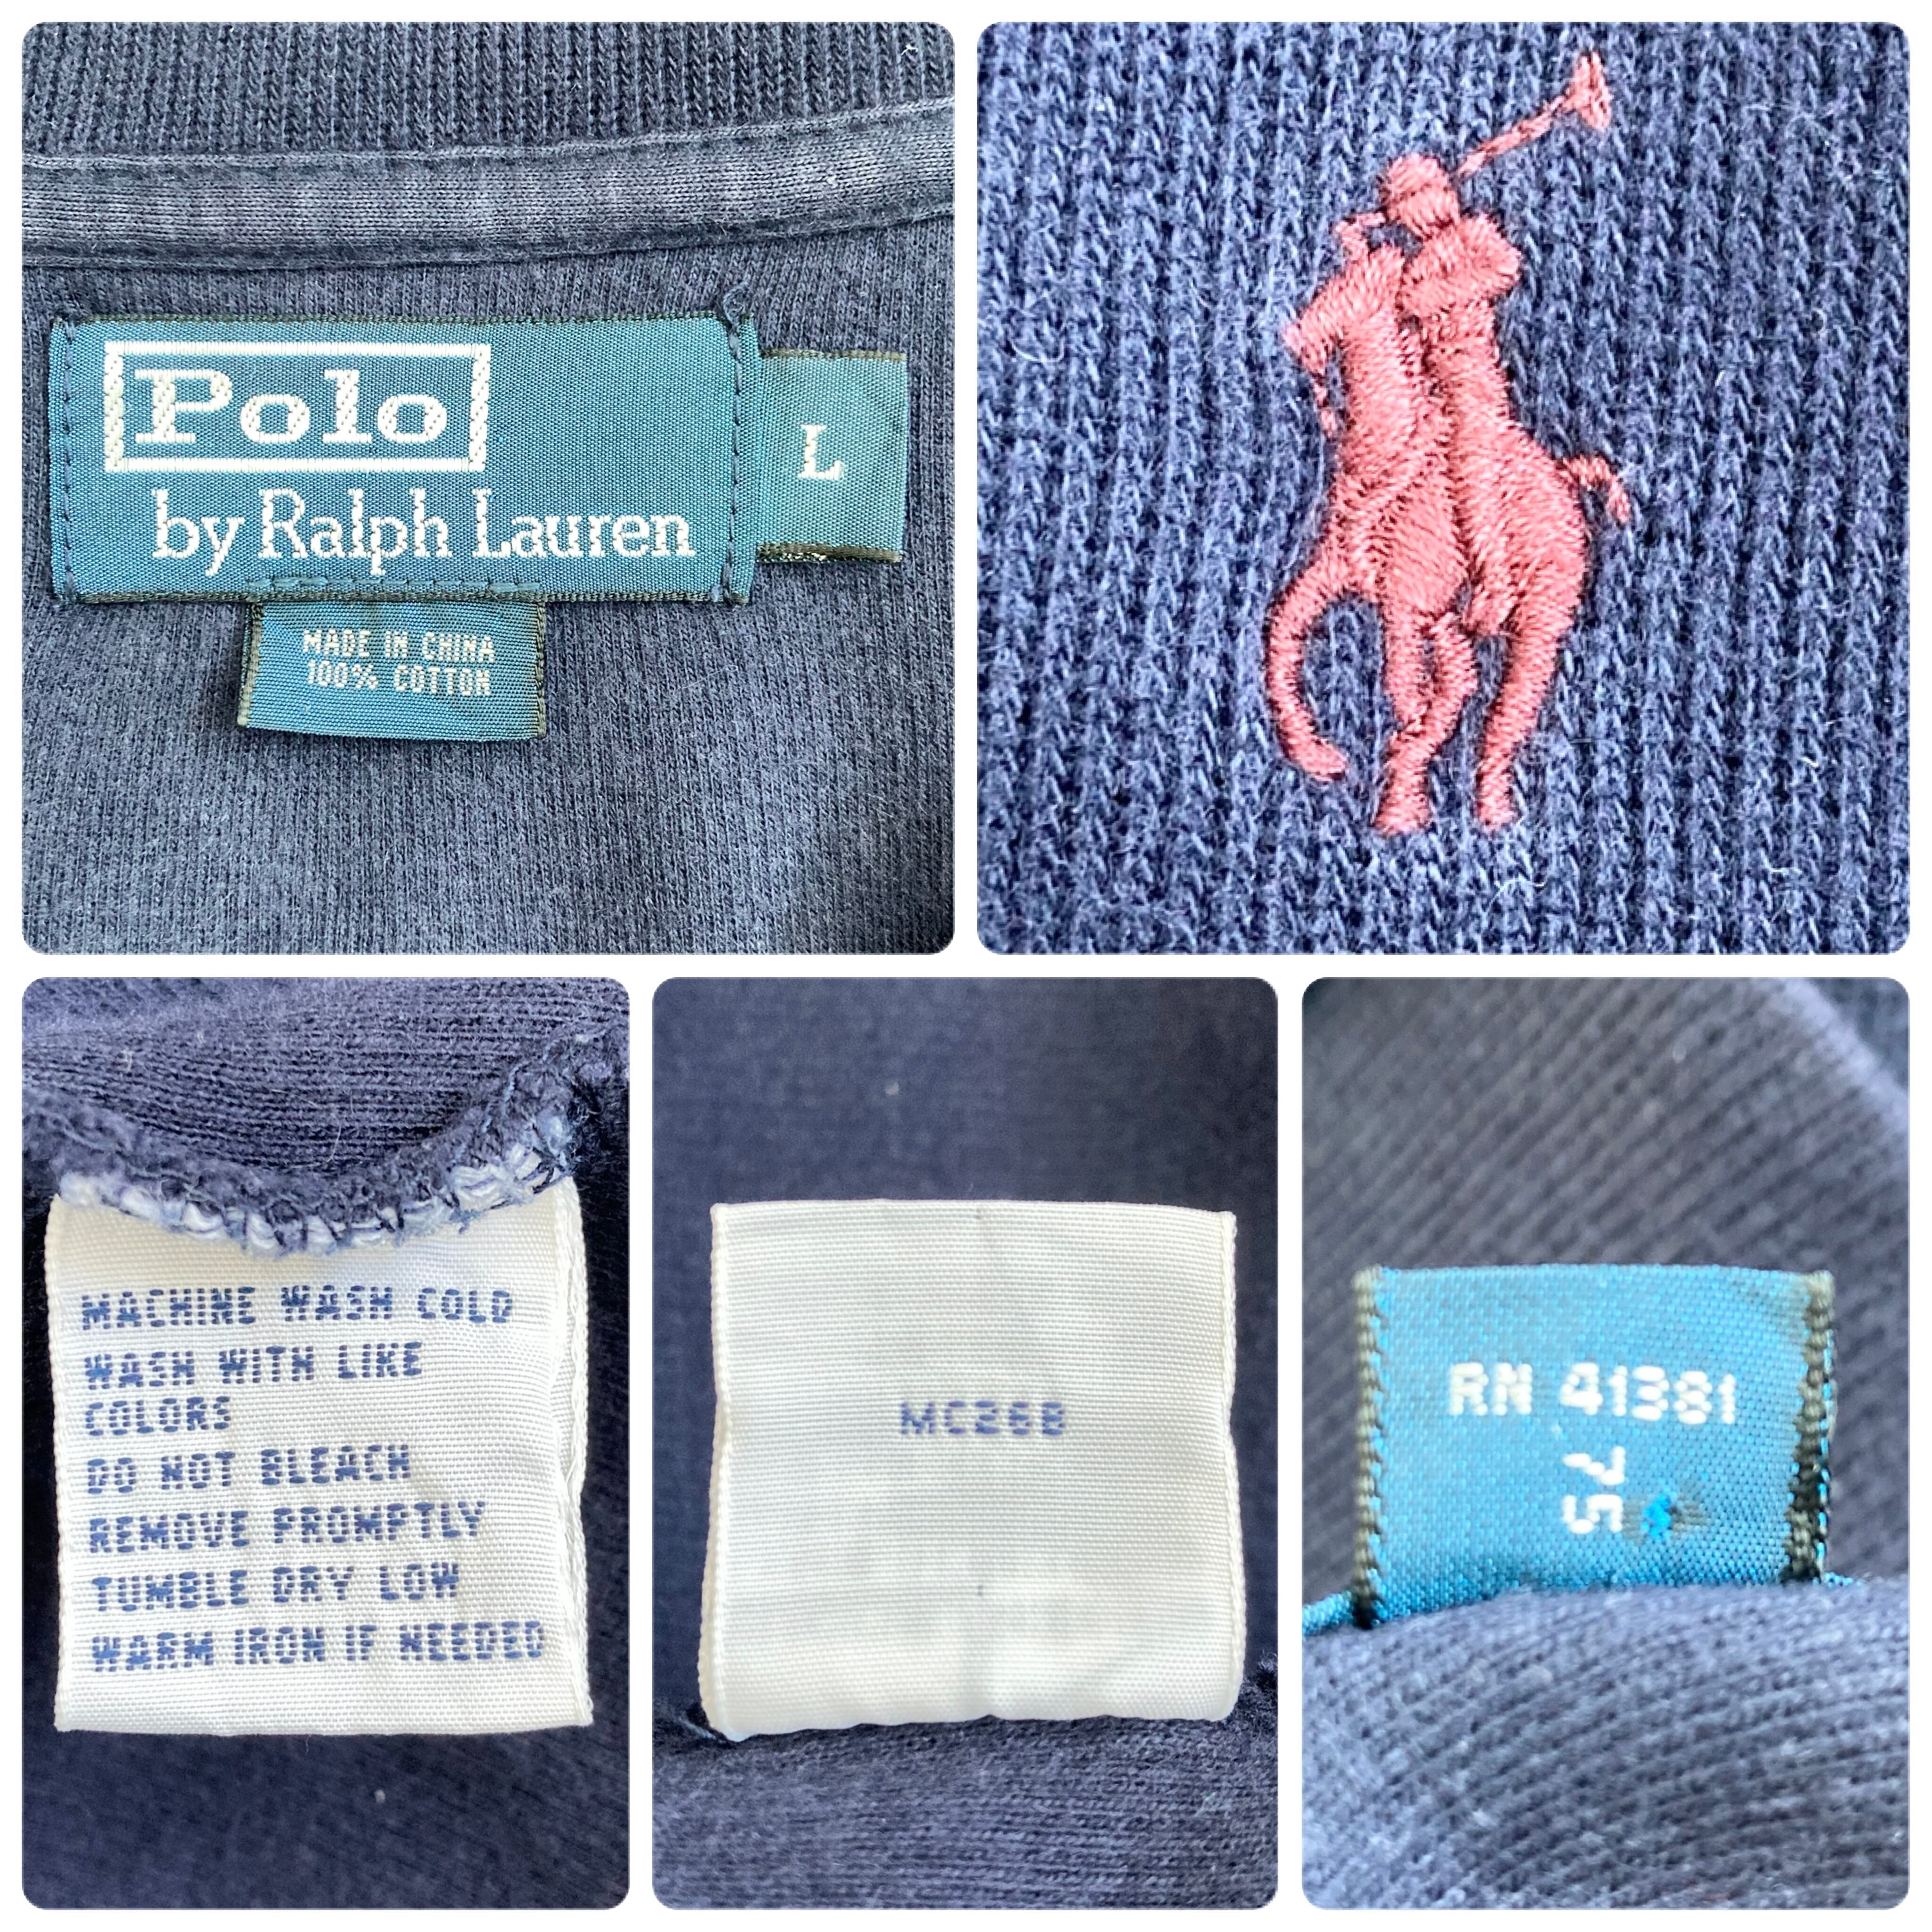 Polo
by Ralph Lauren
L
MADE IN CHINA
100% COTTON
MACHINE WASH COLD
WASH WITH LIKE
COLORS
DO NOT BLEACH
REMOVE PROMPTLY
TUMBLE DRY LOW
WARM IRON IF NEEDED
MC26B
RN 41381
57